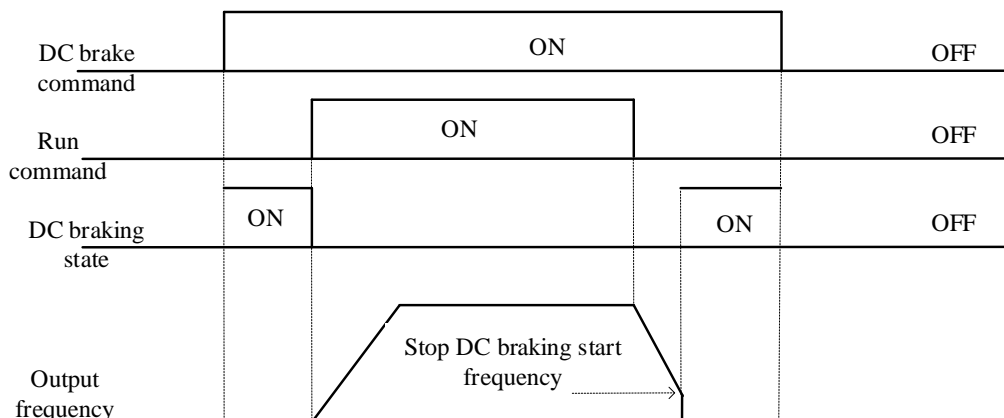 DC brake
command
ON
OFF
Run
command
ON
OFF
DC braking
state
ON
ON
OFF
Output
frequency
Stop DC braking start
frequency